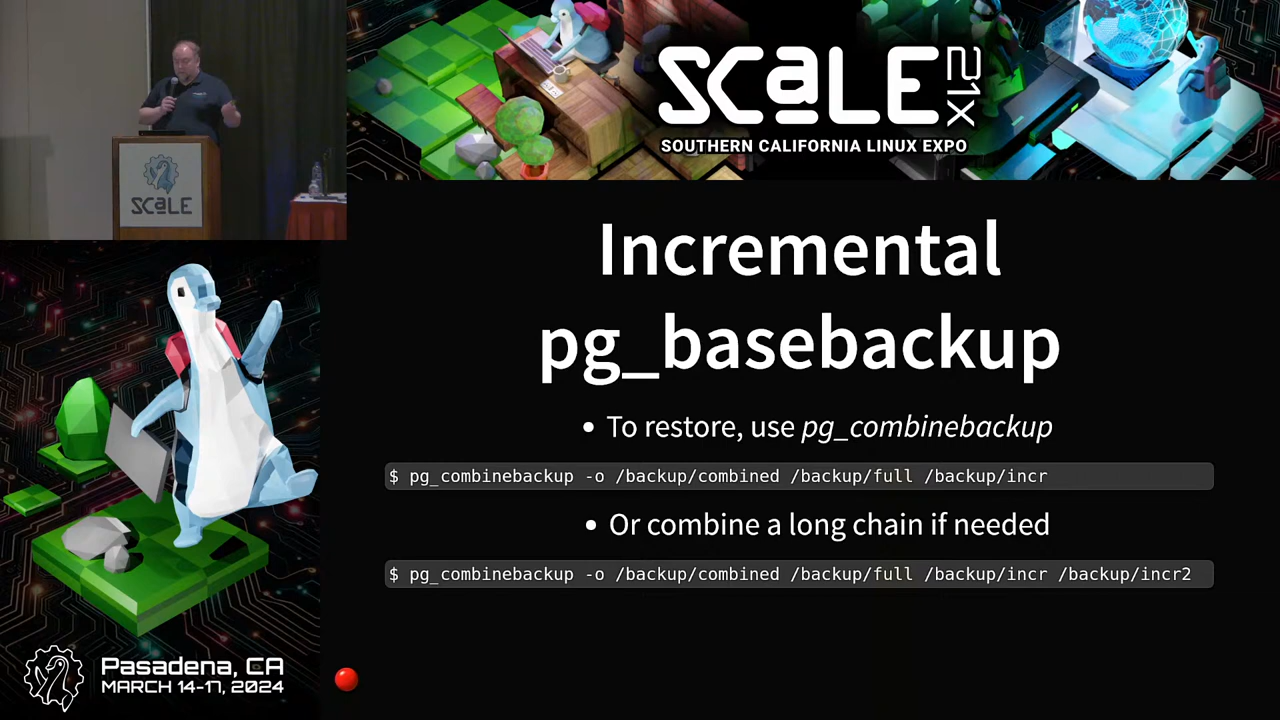 SCaLE
21x
SOUTHERN CALIFORNIA LINUX EXPO
SCaLE
Incremental
pg_basebackup
• To restore, use pg_combinebackup
$ pg_combinebackup -o /backup/combined /backup/full /backup/incr
• Or combine a long chain if needed
$ pg_combinebackup -o /backup/combined /backup/full /backup/incr /backup/incr2
Pasadena, CA
MARCH 14-17, 2024